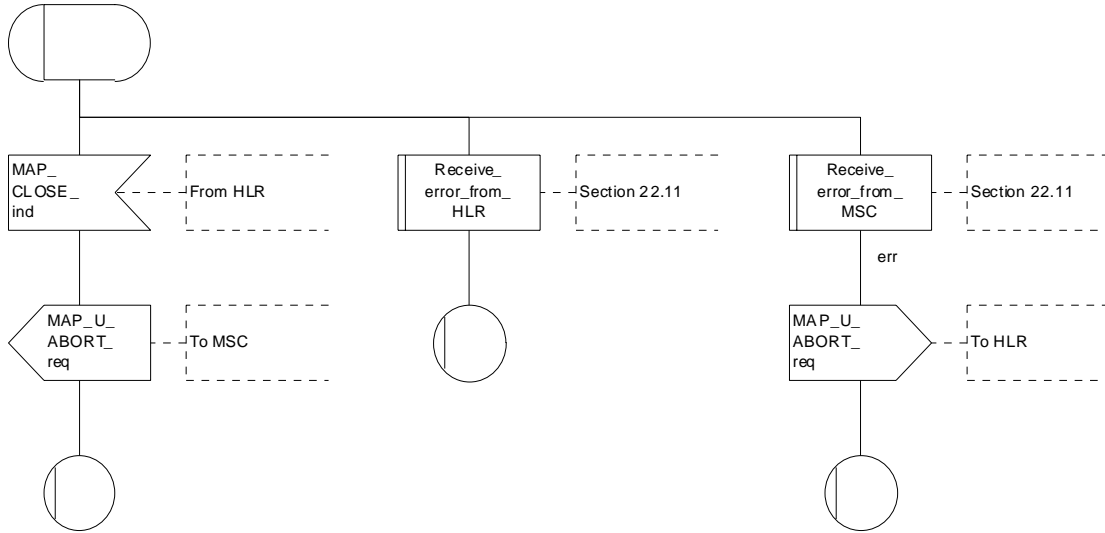 MAP_
CLOSE_
ind
From HLR
Receive_
error_from_
HLR
Section 22.11
Receive_
error_from_
MSC
Section 22.11
err
MAP_U_
ABORT_
req
To MSC
MAP_U_
ABORT_
req
To HLR